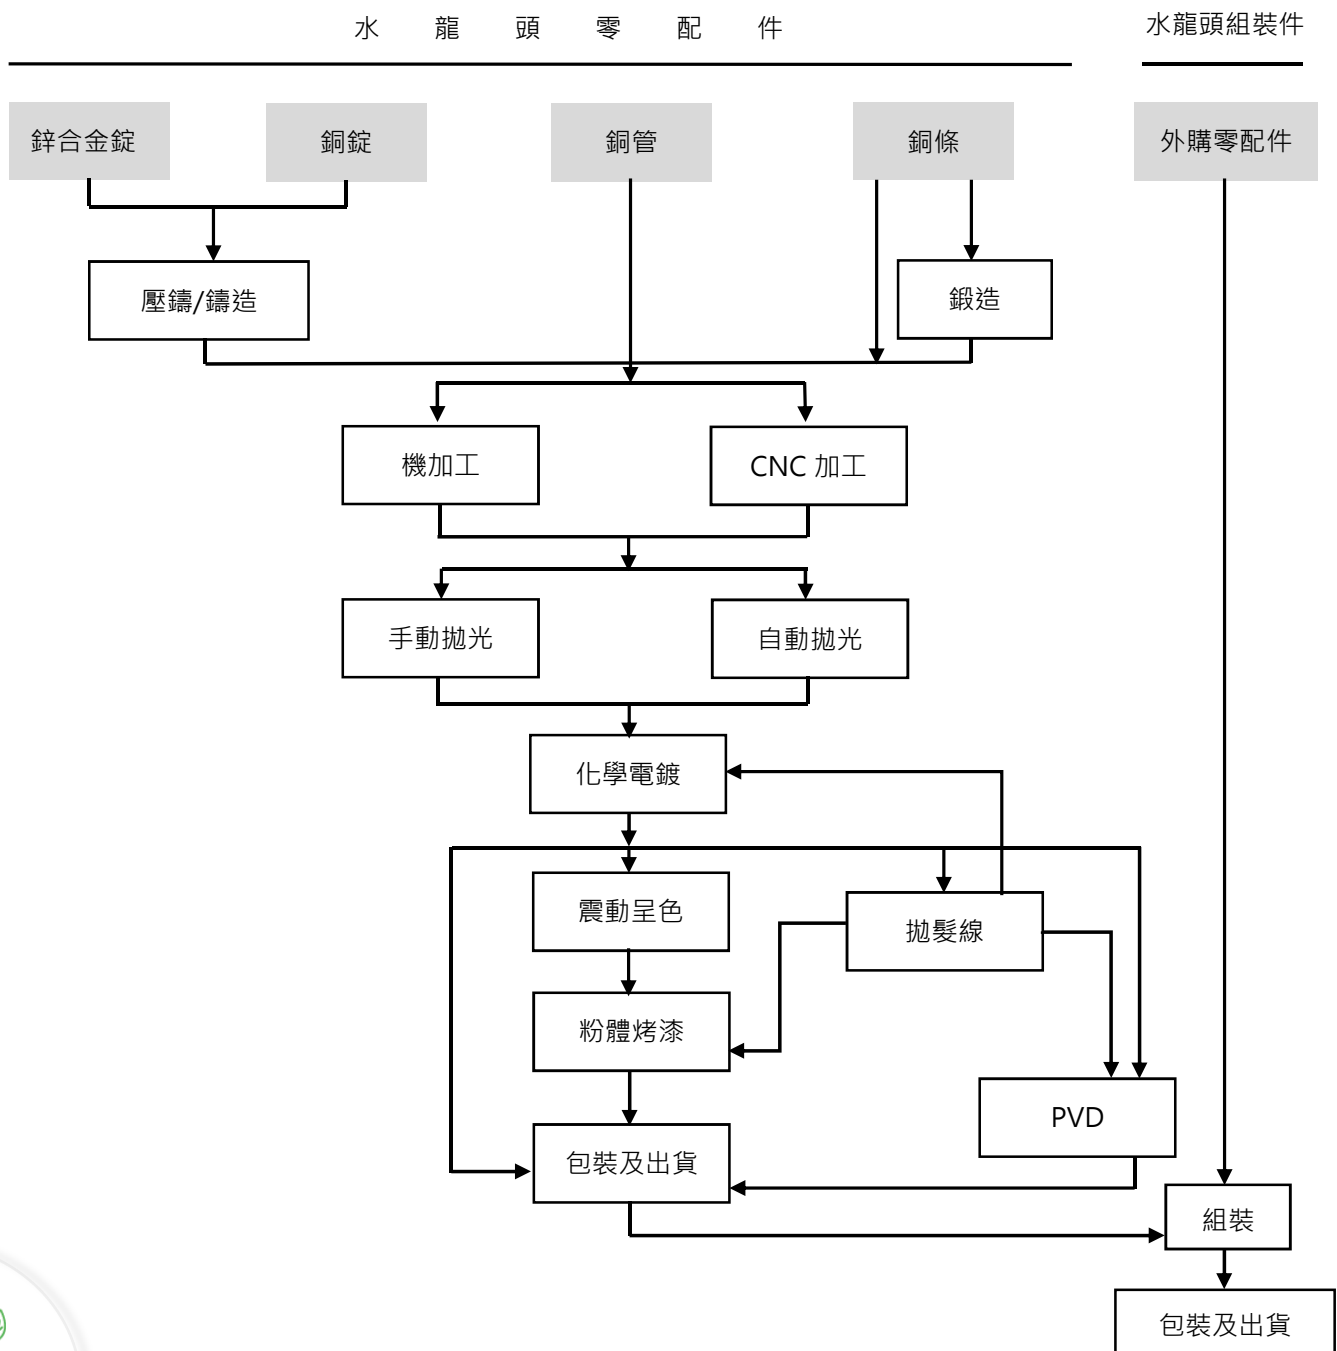 水龍頭零配件
水龍頭組裝件
鋅合金錠
銅錠
銅管
銅條
外購零配件
壓鑄/鑄造
鍛造
機加工
CNC 加工
手動拋光
自動拋光
化學電鍍
震動呈色
拋髮線
粉體烤漆
PVD
包裝及出貨
組裝
包裝及出貨